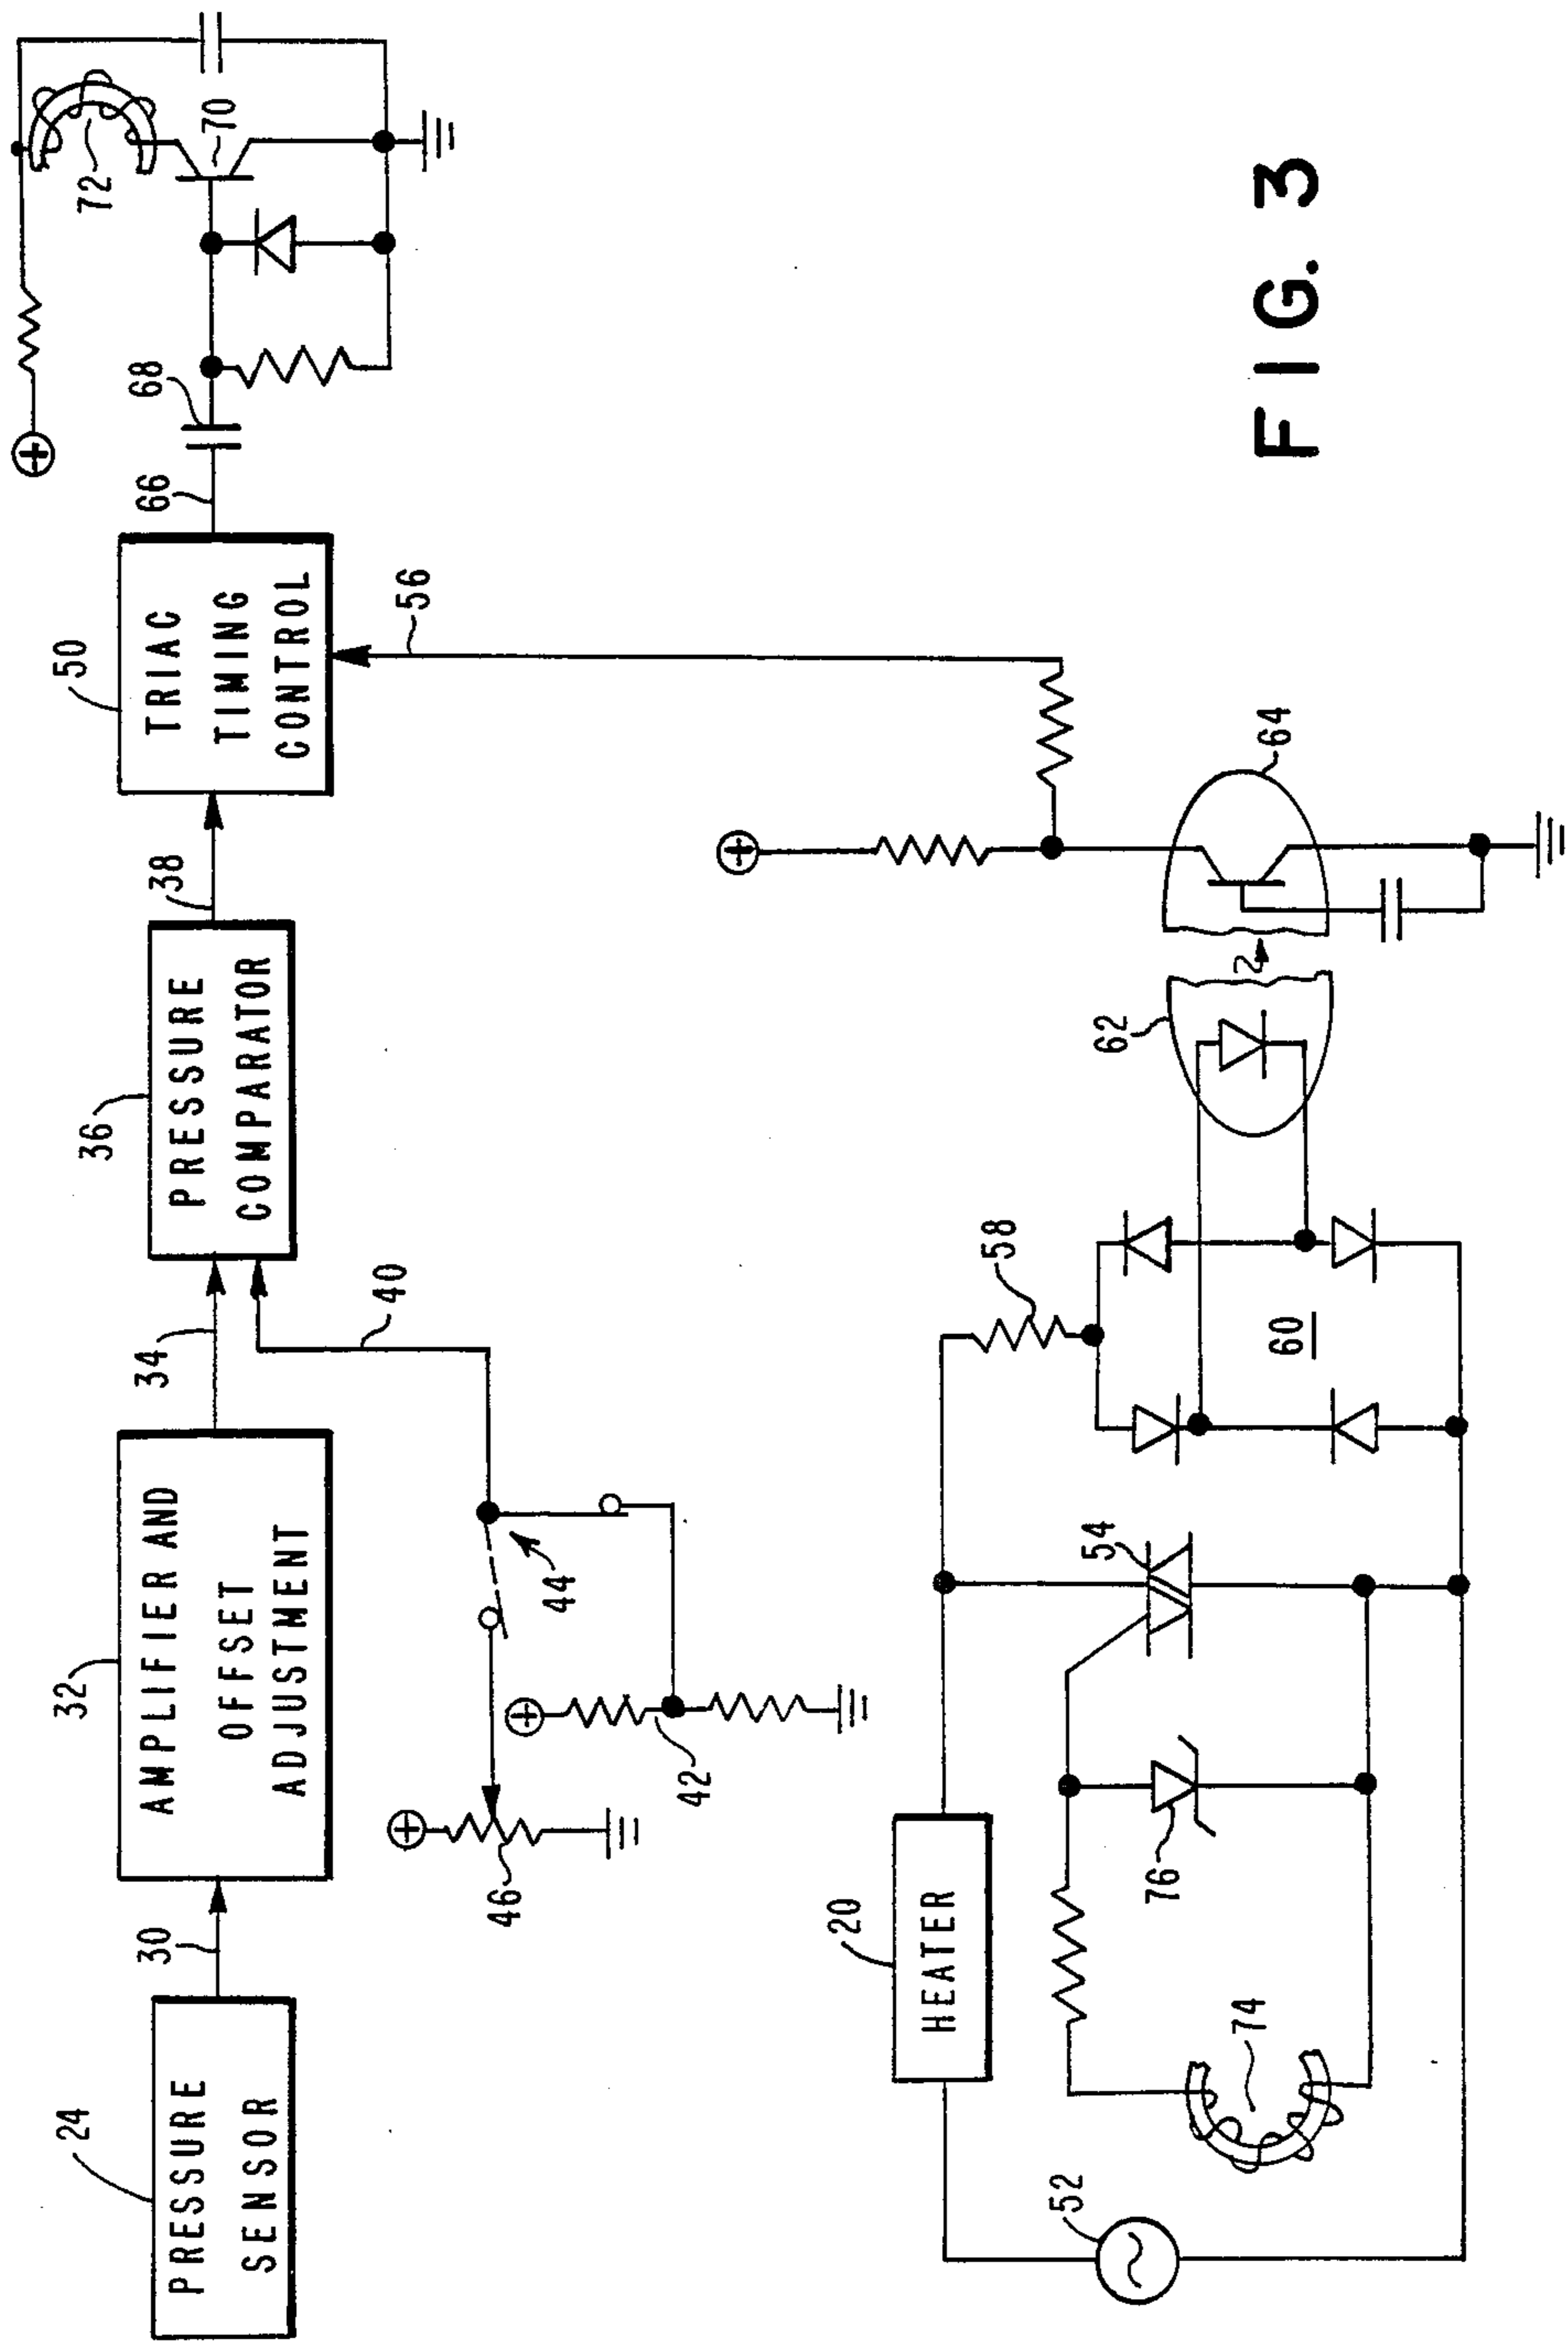 24
PRESSURE
SENSOR
30
32
AMPLIFIER AND
OFFSET
ADJUSTMENT
34
36
PRESSURE
COMPARATOR
38
50
TRIAC
TIMING
CONTROL
66
68
+
72
70
40
44
46
+
42
+
56
+
20
HEATER
52
74
76
54
58
60
62
64
FIG. 3